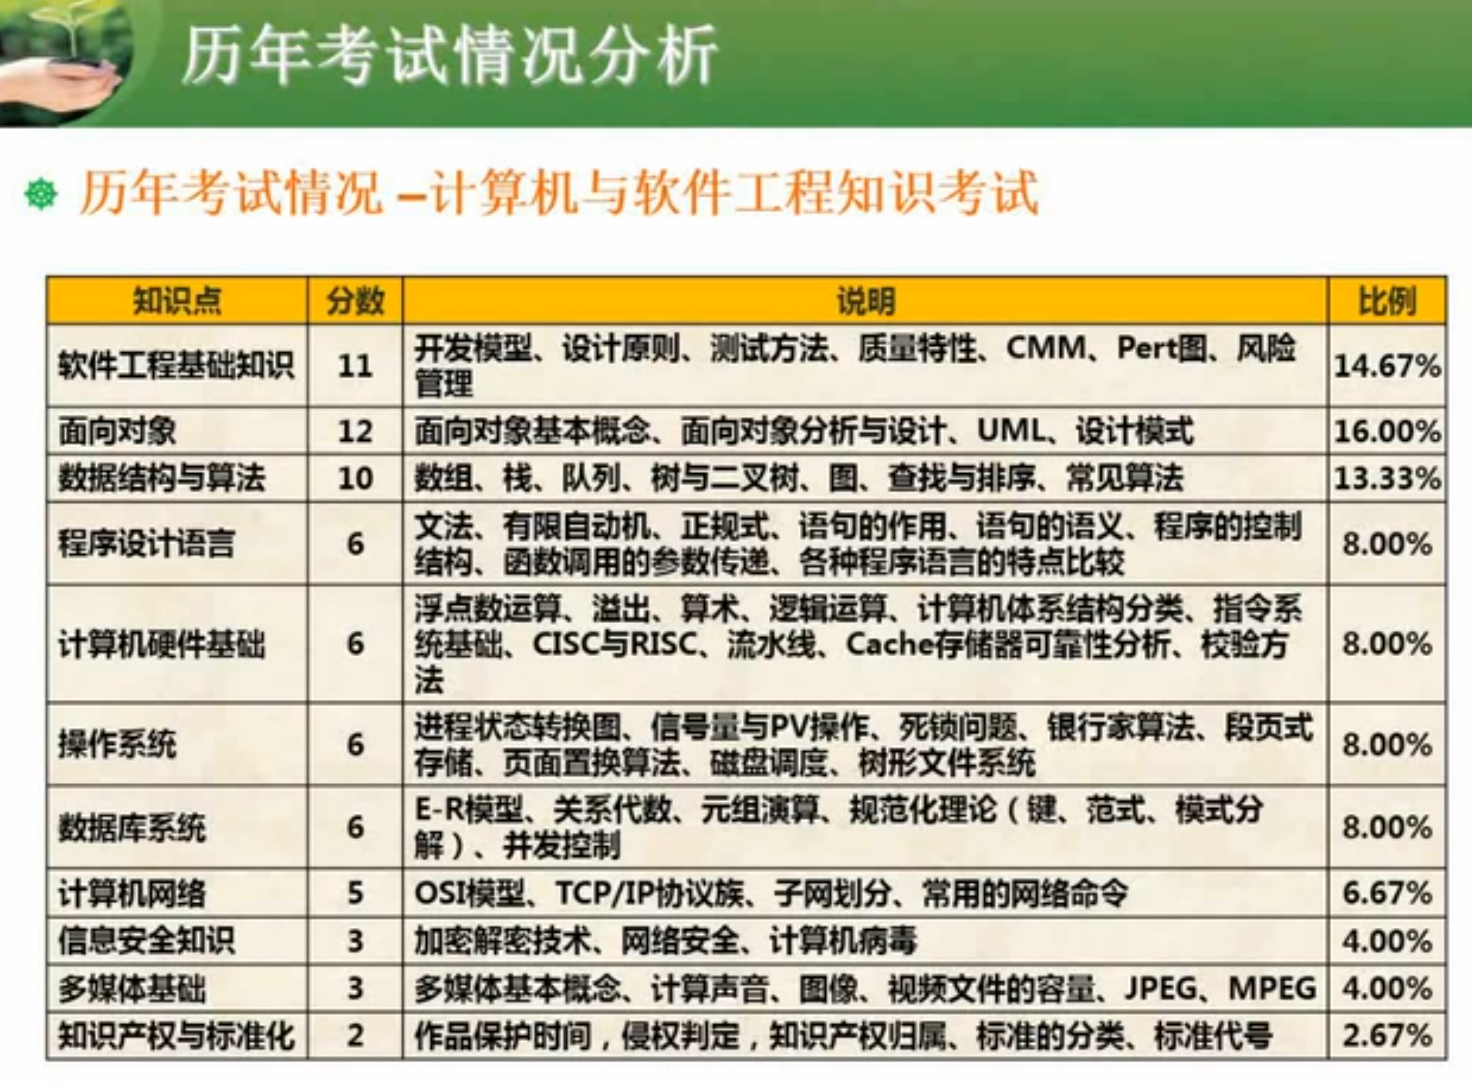 历年考试情况分析
历年考试情况 –计算机与软件工程知识考试
知识点 分数 说明 比例
软件工程基础知识 11 开发模型、设计原则、测试方法、质量特性、CMM、Pert图、风险
管理 14.67%
面向对象 12 面向对象基本概念、面向对象分析与设计、UML、设计模式 16.00%
数据结构与算法 10 数组、栈、队列、树与二叉树、图、查找与排序、常见算法 13.33%
程序设计语言 6 文法、有限自动机、正规式、语句的作用、语句的语义、程序的控制
结构、函数调用的参数传递、各种程序语言的特点比较 8.00%
计算机硬件基础 6 浮点数运算、溢出、算术、逻辑运算、计算机体系结构分类、指令系
统基础、CISC与RISC、流水线、Cache存储器可靠性分析、校验方
法 8.00%
操作系统 6 进程状态转换图、信号量与PV操作、死锁问题、银行家算法、段页式
存储、页面置换算法、磁盘调度、树形文件系统 8.00%
数据库系统 6 E-R模型、关系代数、元组演算、规范化理论（键、范式、模式分
解）、并发控制 8.00%
计算机网络 5 OSI模型、TCP/IP协议族、子网划分、常用的网络命令 6.67%
信息安全知识 3 加密解密技术、网络安全、计算机病毒 4.00%
多媒体基础 3 多媒体基本概念、计算声音、图像、视频文件的容量、JPEG、MPEG 4.00%
知识产权与标准化 2 作品保护时间，侵权判定，知识产权归属、标准的分类、标准代号 2.67%